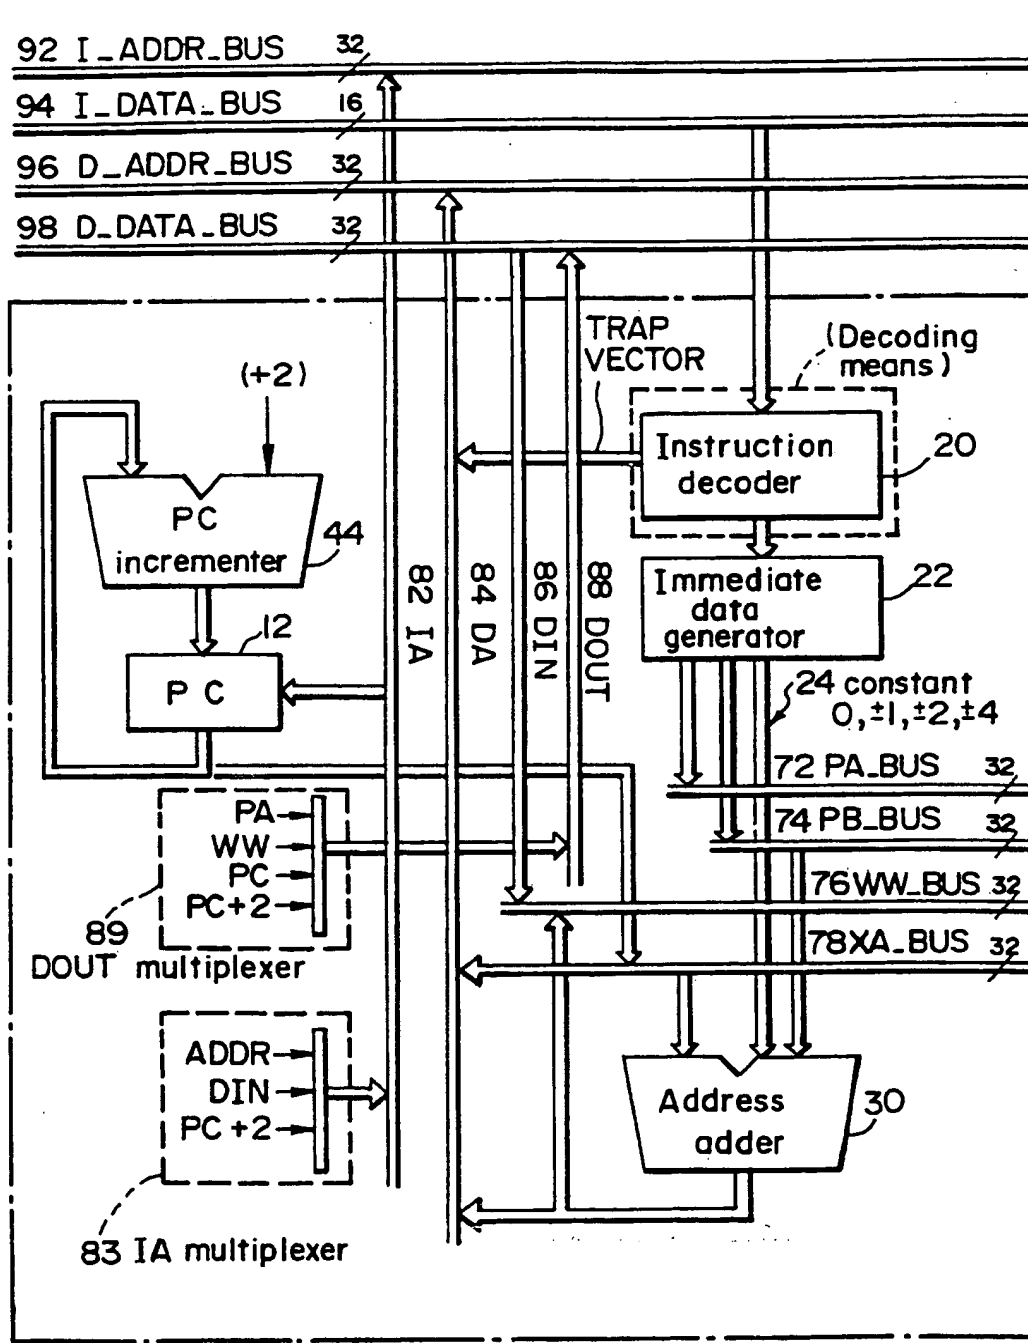 92 I_ADDR_BUS 32
94 I_DATA_BUS 16
96 D_ADDR_BUS 32
98 D_DATA_BUS 32
TRAP
VECTOR
(Decoding
means)
(+2)
Instruction
decoder
20
PC
incrementer
44
82 IA
84 DA
86 DIN
88 DOUT
Immediate
data
generator
22
12
PC
24 constant
0,±1,±2,±4
72 PA_BUS 32
74 PB_BUS 32
76 WW_BUS 32
78 XA_BUS 32
PA
WW
PC
PC+2
89
DOUT multiplexer
ADDR
DIN
PC+2
83 IA multiplexer
Address
adder
30